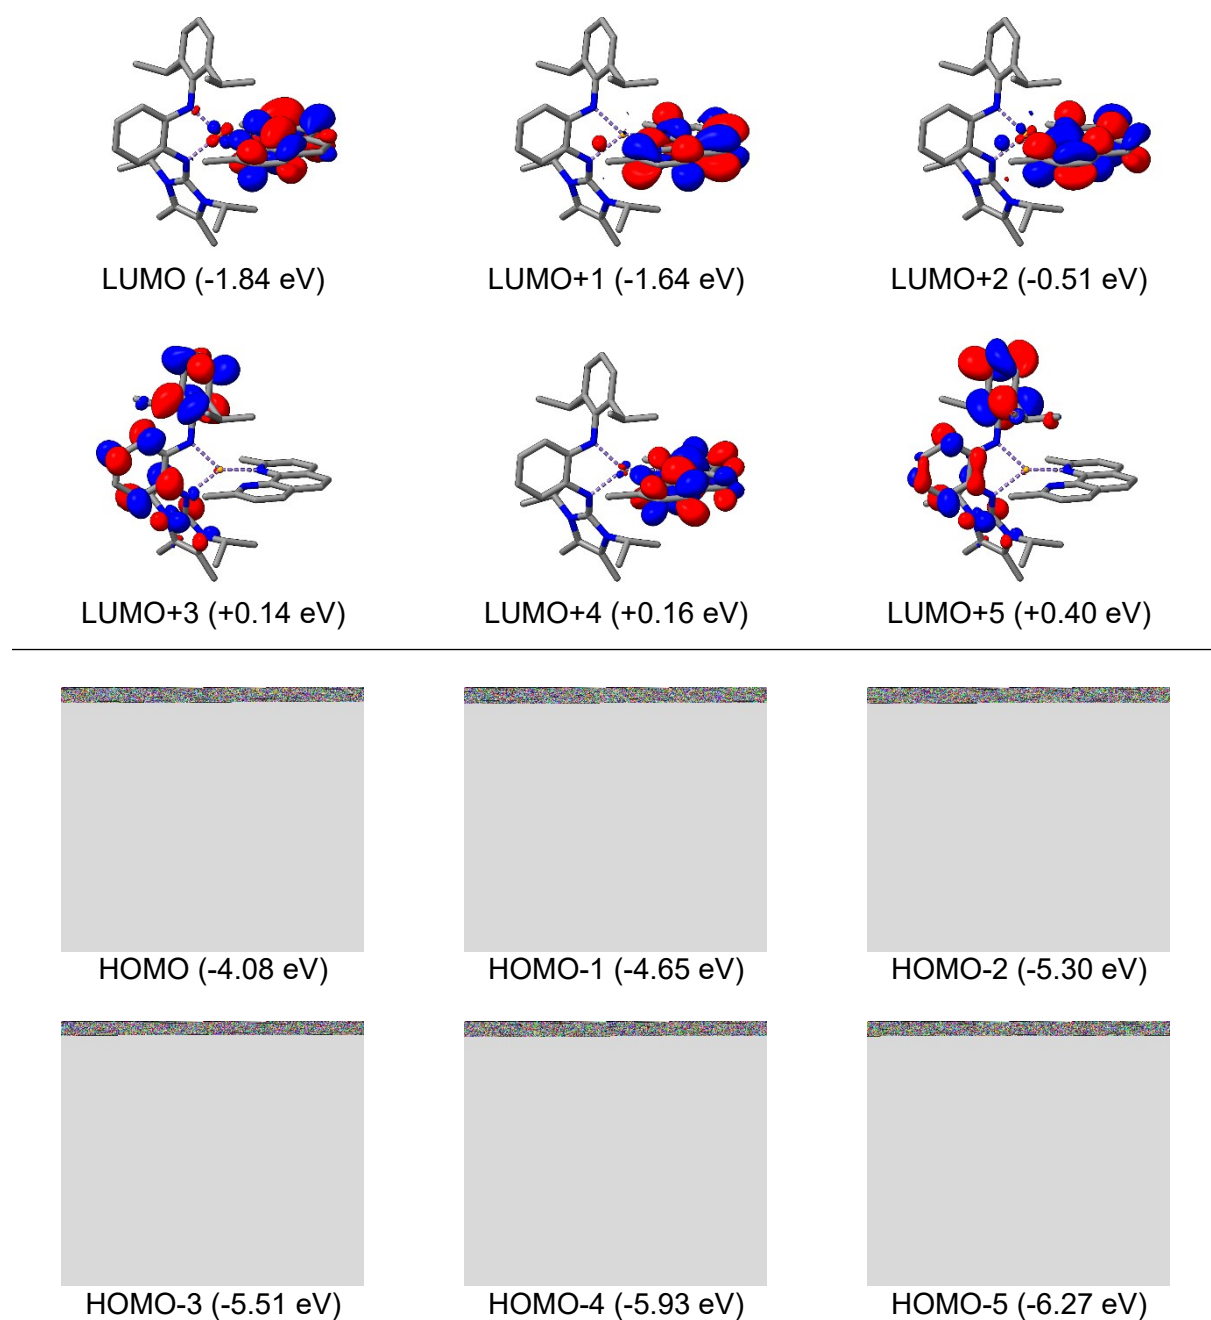 LUMO (-1.84 eV) LUMO+1 (-1.64 eV) LUMO+2 (-0.51 eV)
LUMO+3 (+0.14 eV) LUMO+4 (+0.16 eV) LUMO+5 (+0.40 eV)
HOMO (-4.08 eV) HOMO-1 (-4.65 eV) HOMO-2 (-5.30 eV)
HOMO-3 (-5.51 eV) HOMO-4 (-5.93 eV) HOMO-5 (-6.27 eV)